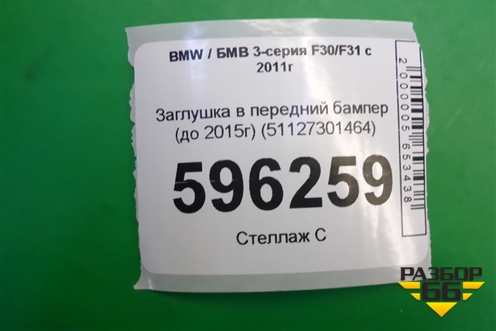 BMW / БМВ 3-серия F30/F31 с
2011г
Заглушка в передний бампер
(до 2015г) (51127301464)
596259
Стеллаж С
2000005653438
РАЗБОР
66